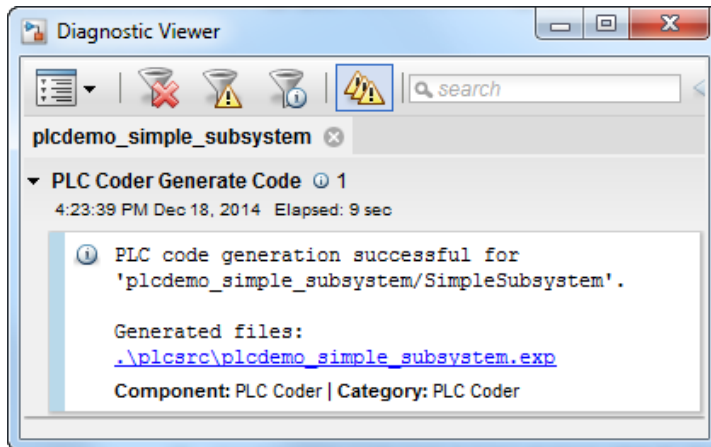 Diagnostic Viewer
search
plcdemo_simple_subsystem
PLC Coder Generate Code 1
4:23:39 PM Dec 18, 2014 Elapsed: 9 sec
PLC code generation successful for
'plcdemo_simple_subsystem/SimpleSubsystem'.
Generated files:
.\plcsrc\plcdemo_simple_subsystem.exp
Component: PLC Coder | Category: PLC Coder